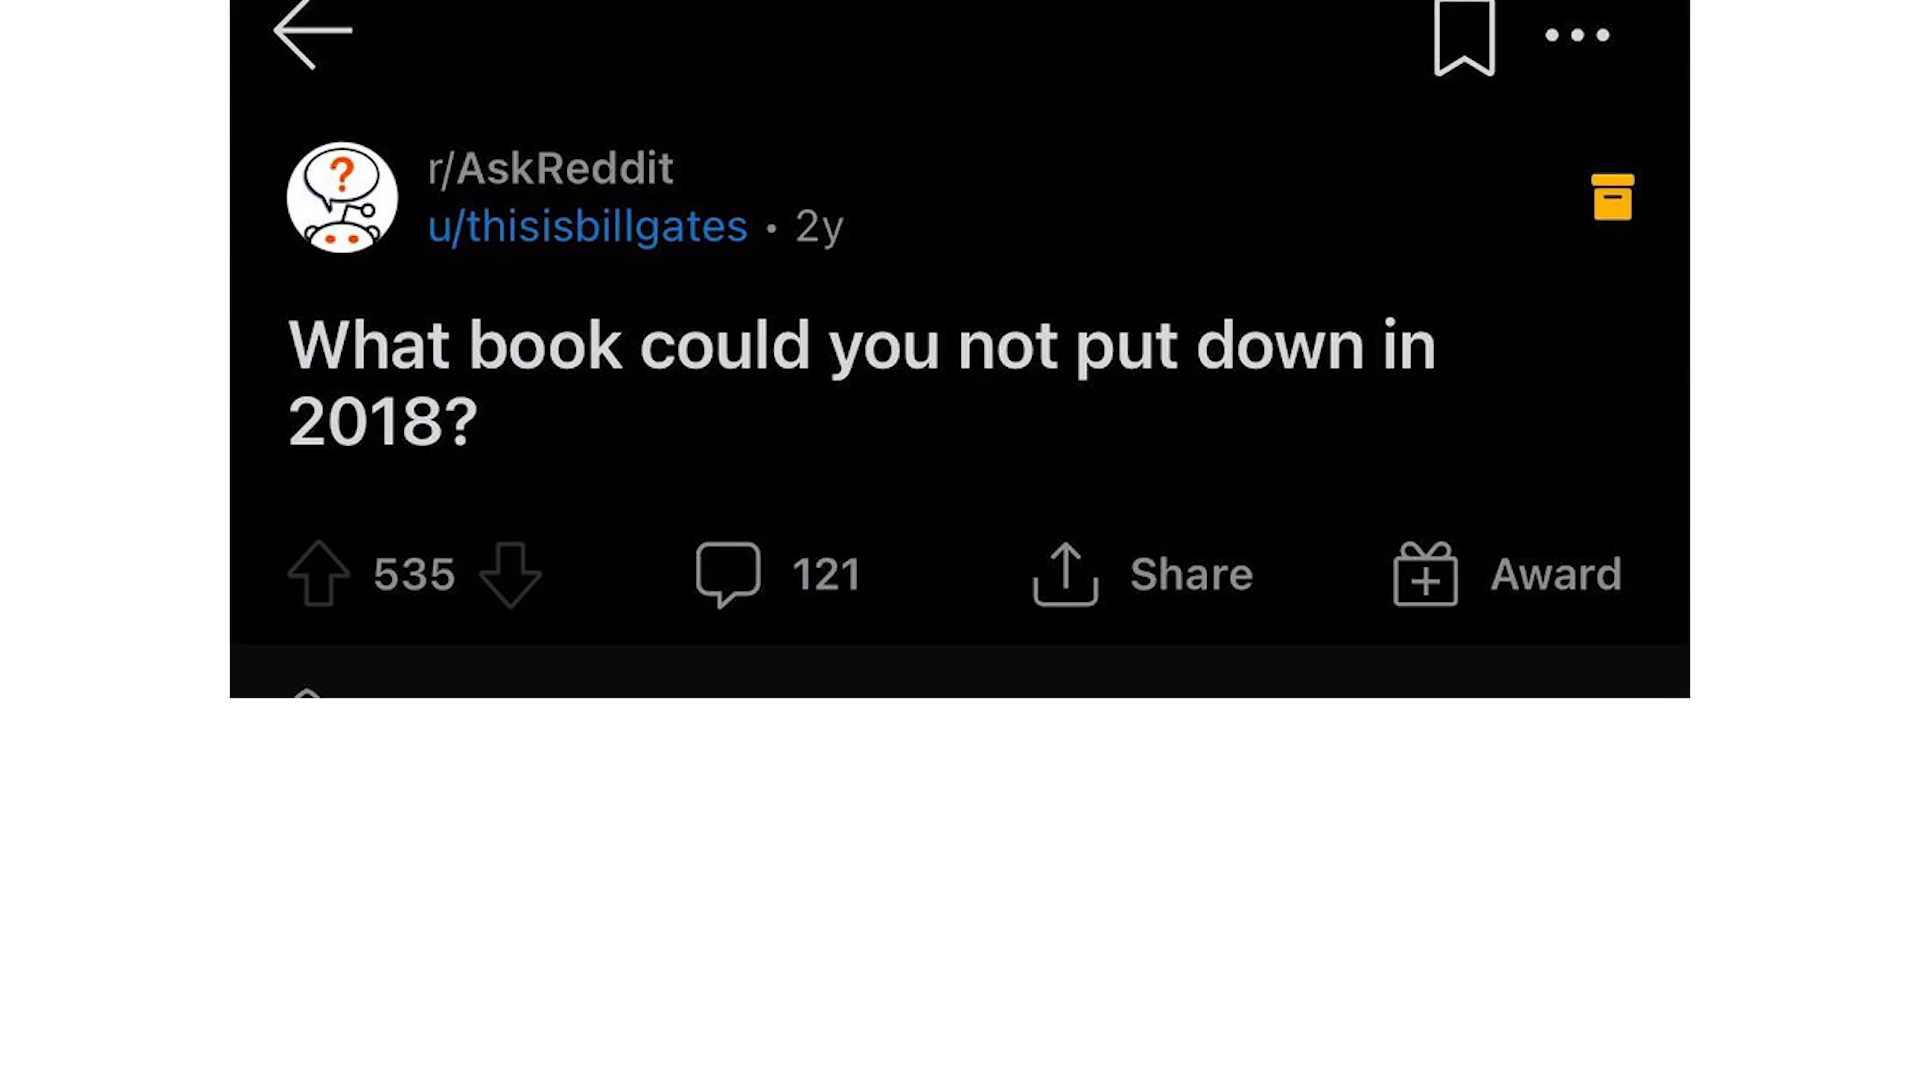 r/AskReddit
u/thisisbillgates • 2y
What book could you not put down in
2018?
535 121 Share Award